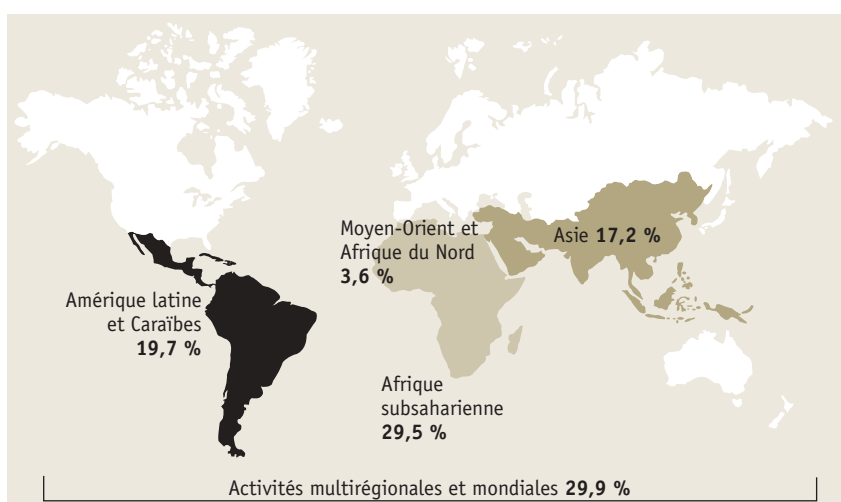 Moyen-Orient et
Afrique du Nord
3,6 %
Asie 17,2 %
Amérique latine
et Caraïbes
19,7 %
Afrique
subsaharienne
29,5 %
Activités multirégionales et mondiales 29,9 %